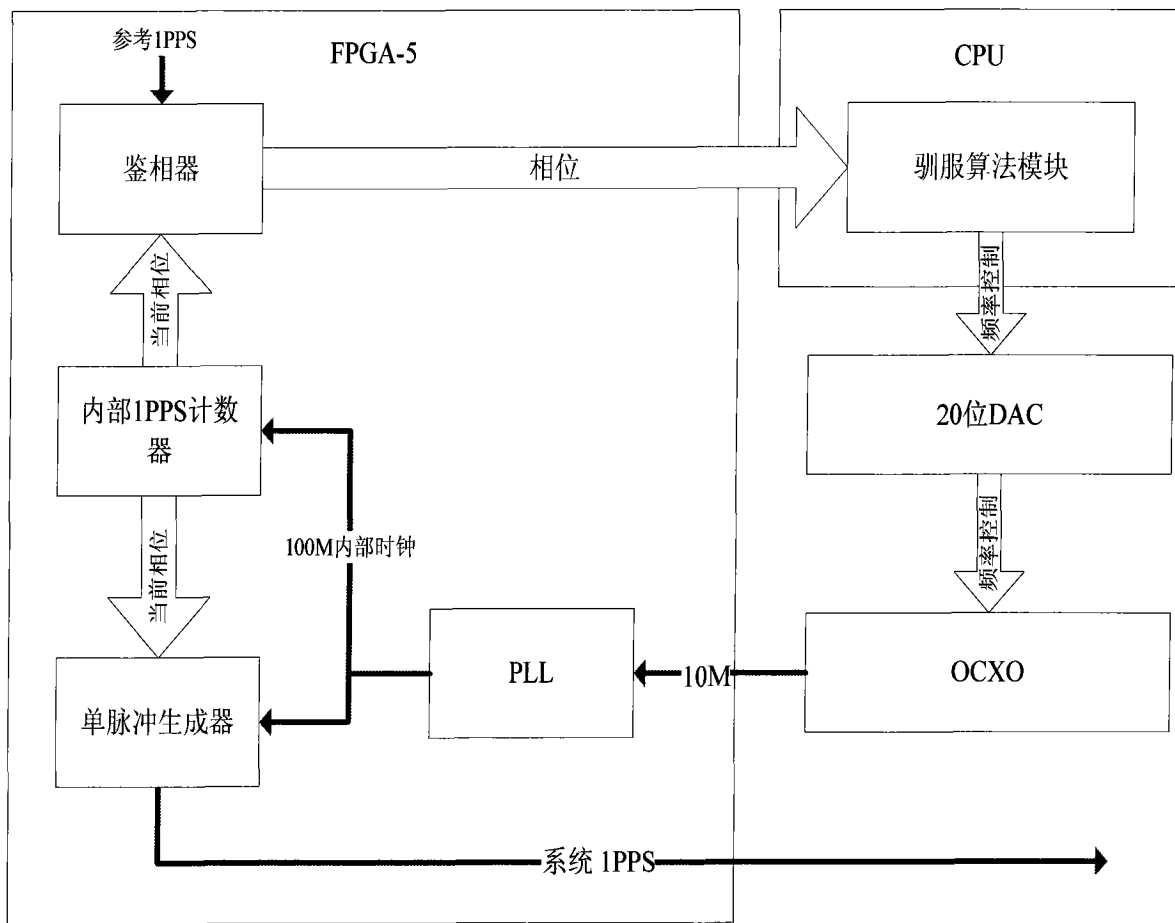 参考1PPS
FPGA-5
CPU
鉴相器
相位
驯服算法模块
当前相位
频率控制
内部1PPS计数
器
20位DAC
100M内部时钟
当前相位
频率控制
单脉冲生成器
PLL
10M
OCXO
系统 1PPS